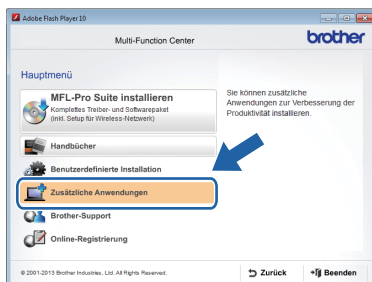 Adobe Flash Player 10
Multi-Function Center
brother
Hauptmenü
MFL-Pro Suite installieren
Komplettes Treiber- und Softwarepaket
(inkl. Setup für Wireless-Netzwerk)
Handbücher
Benutzerdefinierte Installation
Zusätzliche Anwendungen
Brother-Support
Online-Registrierung
Sie können zusätzliche
Anwendungen zur Verbesserung der
Produktivität installieren.
© 2001-2013 Brother Industries, Ltd. All Rights Reserved.
Zurück
Beenden